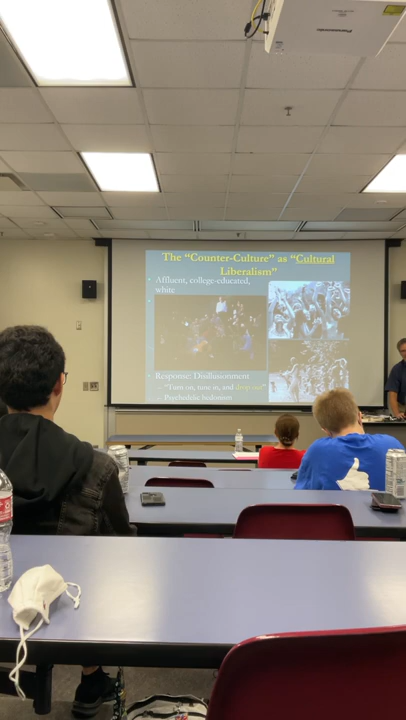 Panasonic
The "Counter-Culture" as "Cultural
Liberalism"
• Affluent, college-educated,
white
•
• Response: Disillusionment
– "Turn on, tune in, and drop out"
– Psychedelic hedonism